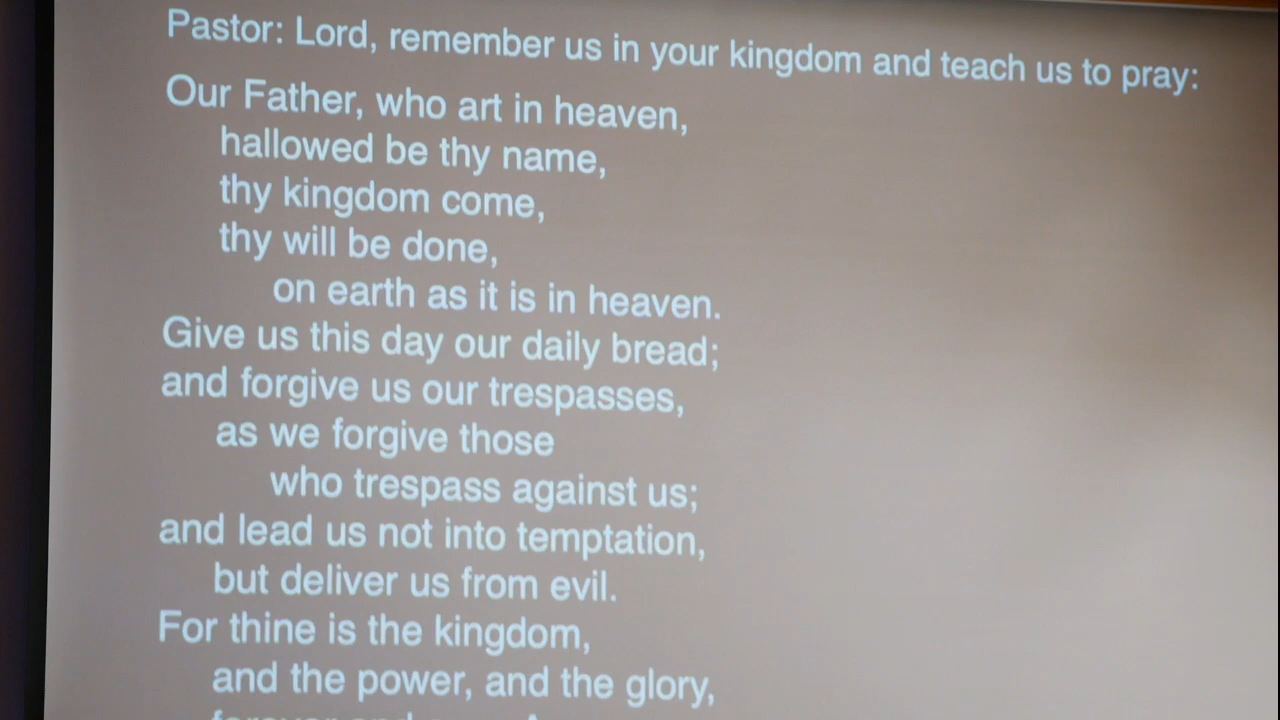 Pastor: Lord, remember us in your kingdom and teach us to pray:
Our Father, who art in heaven,
hallowed be thy name,
thy kingdom come,
thy will be done,
on earth as it is in heaven.
Give us this day our daily bread;
and forgive us our trespasses,
as we forgive those
who trespass against us;
and lead us not into temptation,
but deliver us from evil.
For thine is the kingdom,
and the power, and the glory,